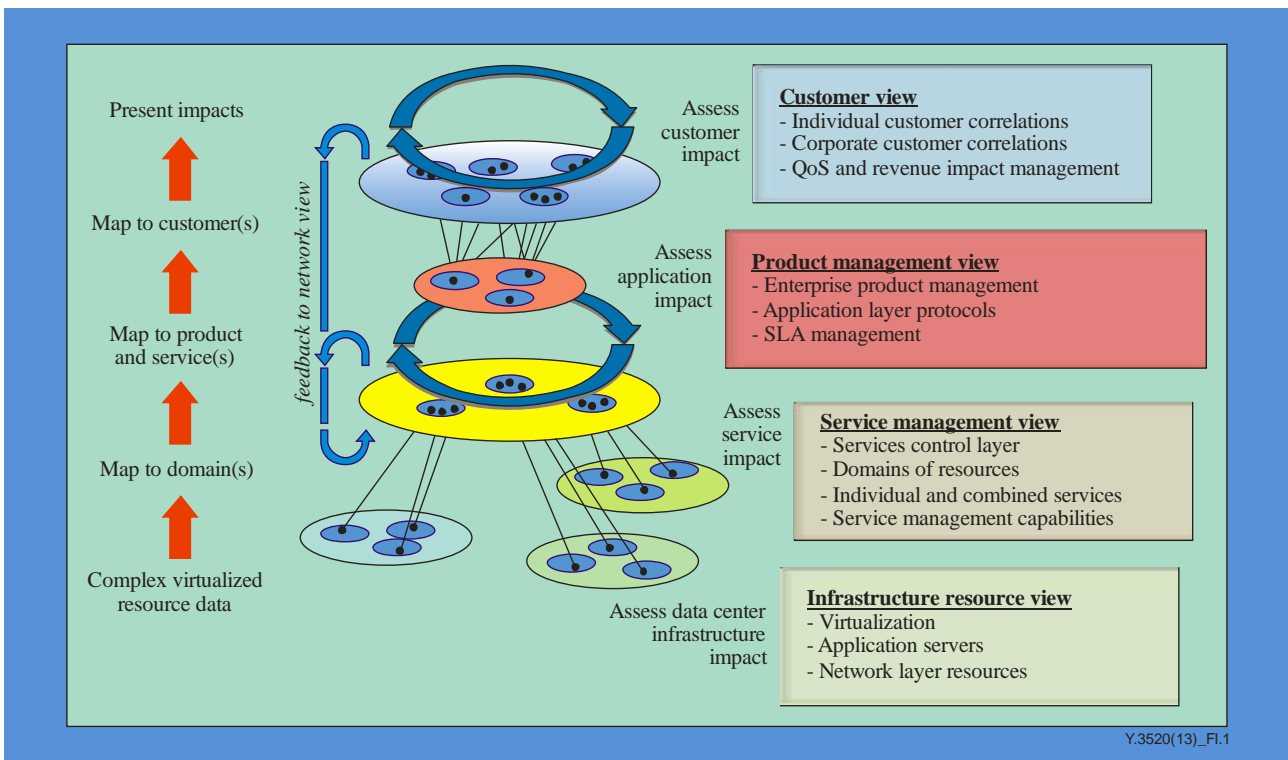 Present impacts
Map to customer(s)
Map to product
and service(s)
Map to domain(s)
Complex virtualized
resource data
feedback to network view
Assess
customer
impact
Customer view
- Individual customer correlations
- Corporate customer correlations
- QoS and revenue impact management
Assess
application
impact
Product management view
- Enterprise product management
- Application layer protocols
- SLA management
Assess
service
impact
Service management view
- Services control layer
- Domains of resources
- Individual and combined services
- Service management capabilities
Assess data center
infrastructure
impact
Infrastructure resource view
- Virtualization
- Application servers
- Network layer resources
Y.3520(13)_FI.1